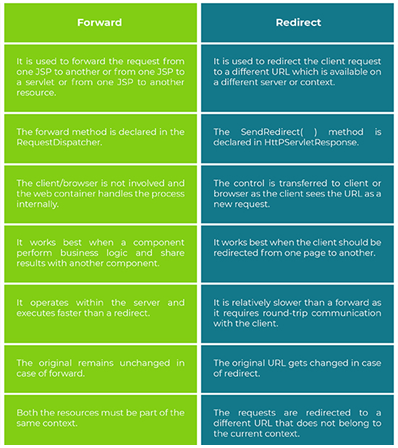 Forward
Redirect
It is used to forward the request from
one JSP to another or from one JSP to
a servlet or from one JSP to another
resource.
It is used to redirect the client request
to a different URL which is available on
a different server or context.
The forward method is declared in the
RequestDispatcher.
The SendRedirect( ) method is
declared in HttPServletResponse.
The client/browser is not involved and
the web container handles the process
internally.
The control is transferred to client or
browser as the client sees the URL as a
new request.
It works best when a component
perform business logic and share
results with another component.
It works best when the client should be
redirected from one page to another.
It operates within the server and
executes faster than a redirect.
It is relatively slower than a forward as
it requires round-trip communication
with the client.
The original remains unchanged in
case of forward.
The original URL gets changed in case
of redirect.
Both the resources must be part of the
same context.
The requests are redirected to a
different URL that does not belong to
the current context.